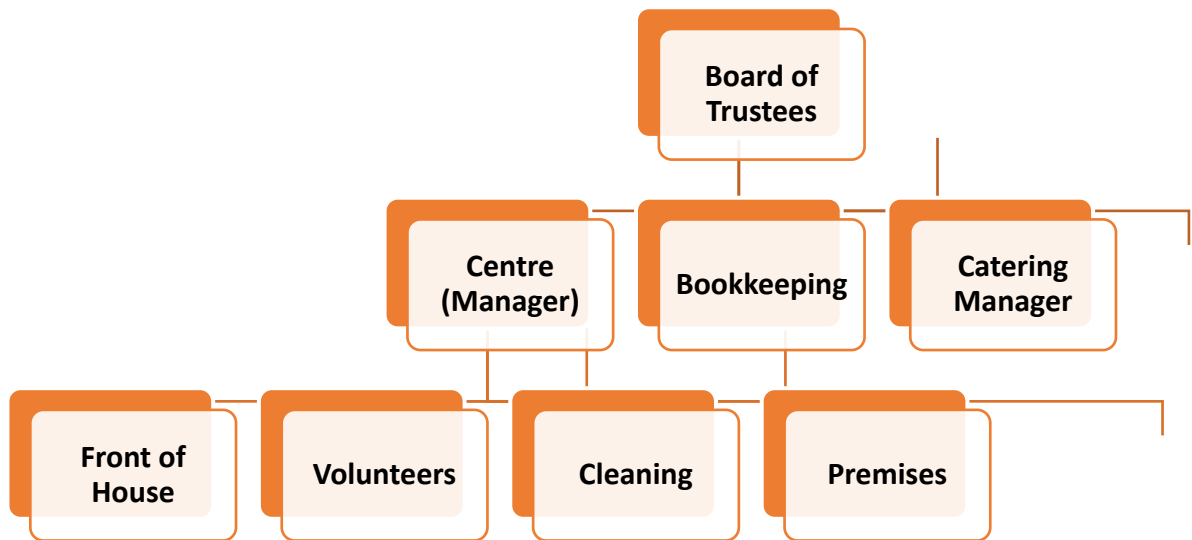 Board of
Trustees
Centre
(Manager)
Bookkeeping
Catering
Manager
Front of
House
Volunteers
Cleaning
Premises